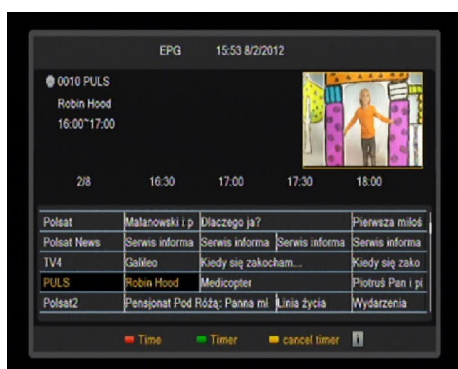 EPG 15:53 8/2/2012
0010 PULS
Robin Hood
16:00~17:00
2/8 16:30 17:00 17:30 18:00
Polsat Malanowski i p Dlaczego ja? Pierwsza miłoś
Polsat News Serwis informa Serwis informa Serwis informa Serwis informa
TV4 Galileo Kiedy się zakocham... Kiedy się zako
PULS Robin Hood Medicopter Piotruś Pan i pi
Polsat2 Pensjonat Pod Różą: Panna mł Linia życia Wydarzenia
Time Timer cancel timer i